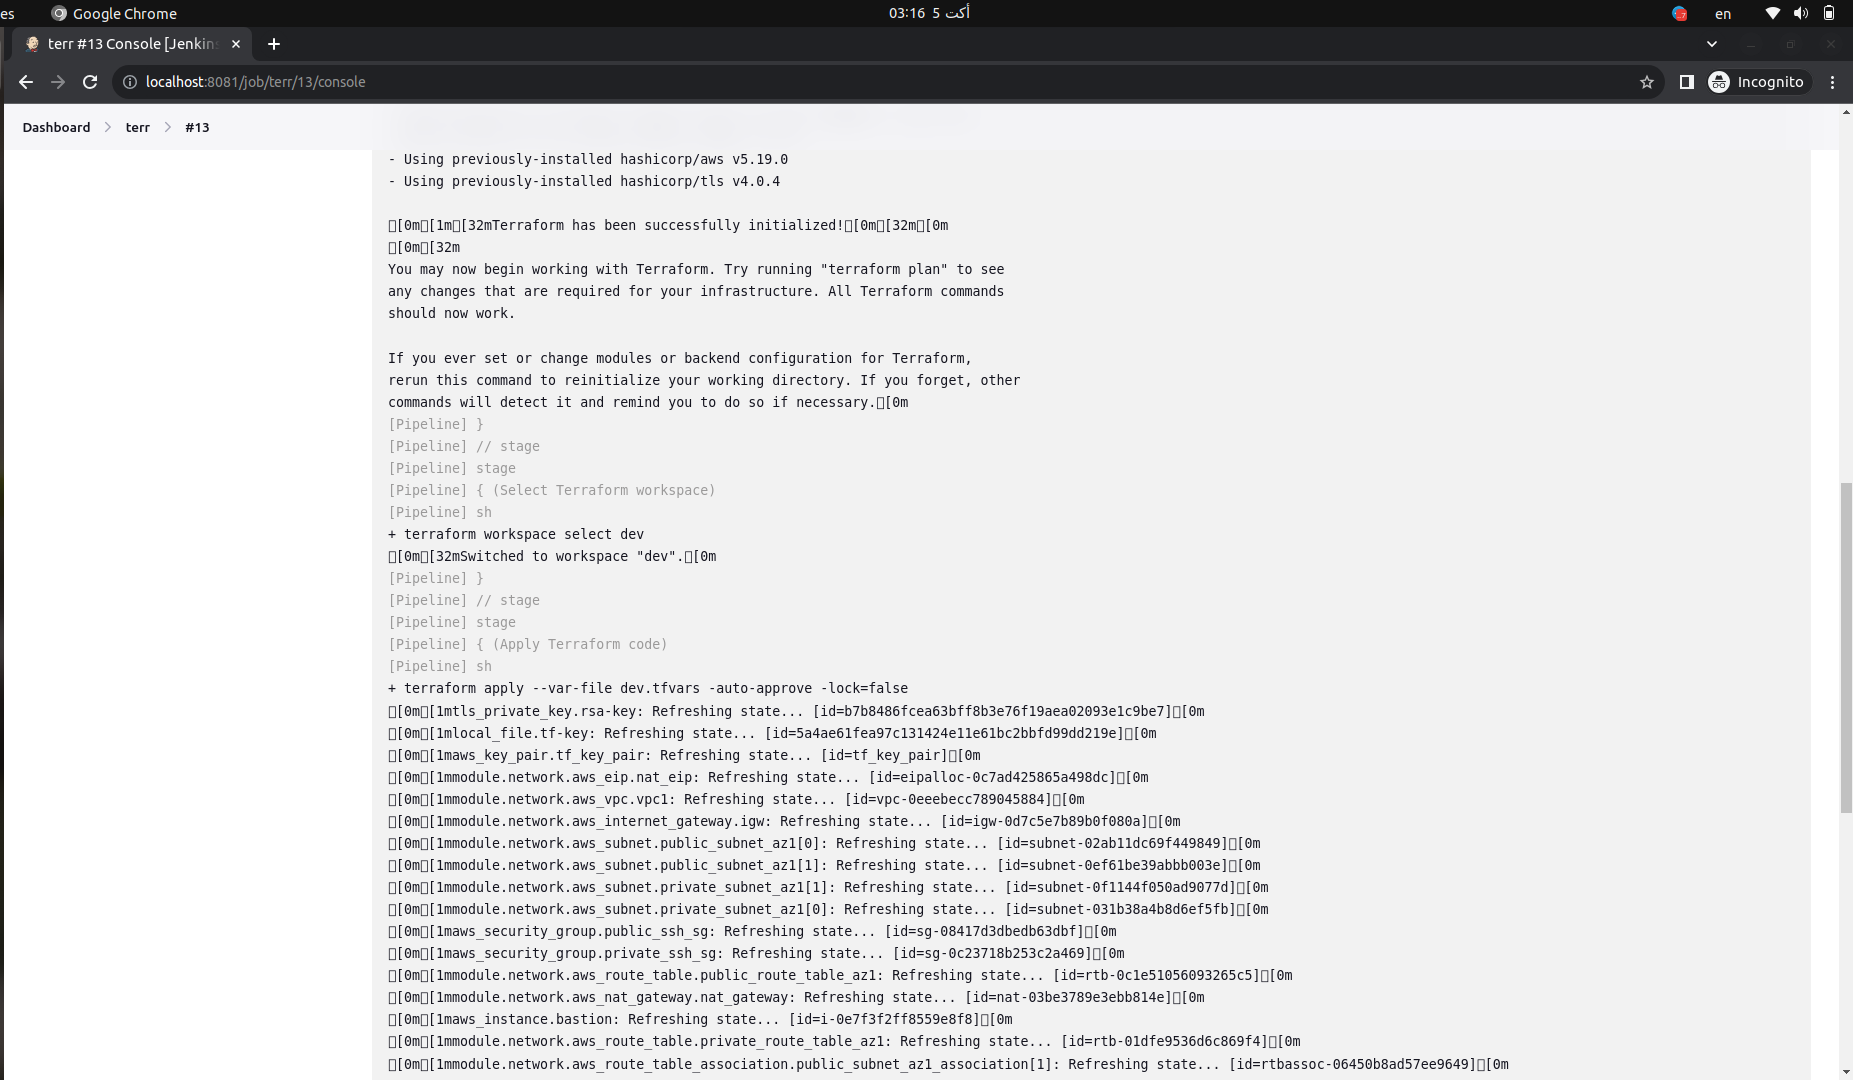 es Google Chrome 03:16 5 أكت en
terr #13 Console [Jenkins
localhost:8081/job/terr/13/console Incognito
Dashboard terr #13
- Using previously-installed hashicorp/aws v5.19.0
- Using previously-installed hashicorp/tls v4.0.4
[0m[1m[32mTerraform has been successfully initialized![0m[32m[0m
[0m[32m
You may now begin working with Terraform. Try running "terraform plan" to see
any changes that are required for your infrastructure. All Terraform commands
should now work.
If you ever set or change modules or backend configuration for Terraform,
rerun this command to reinitialize your working directory. If you forget, other
commands will detect it and remind you to do so if necessary.[0m
[Pipeline] }
[Pipeline] // stage
[Pipeline] stage
[Pipeline] { (Select Terraform workspace)
[Pipeline] sh
+ terraform workspace select dev
[0m[32mSwitched to workspace "dev".[0m
[Pipeline] }
[Pipeline] // stage
[Pipeline] stage
[Pipeline] { (Apply Terraform code)
[Pipeline] sh
+ terraform apply --var-file dev.tfvars -auto-approve -lock=false
[0m[1mtls_private_key.rsa-key: Refreshing state... [id=b7b8486fcea63bff8b3e76f19aea02093e1c9be7][0m
[0m[1mlocal_file.tf-key: Refreshing state... [id=5a4ae61fea97c131424e11e61bc2bbfd99dd219e][0m
[0m[1maws_key_pair.tf_key_pair: Refreshing state... [id=tf_key_pair][0m
[0m[1mmodule.network.aws_eip.nat_eip: Refreshing state... [id=eipalloc-0c7ad425865a498dc][0m
[0m[1mmodule.network.aws_vpc.vpc1: Refreshing state... [id=vpc-0eeebecc789045884][0m
[0m[1mmodule.network.aws_internet_gateway.igw: Refreshing state... [id=igw-0d7c5e7b89b0f080a][0m
[0m[1mmodule.network.aws_subnet.public_subnet_az1[0]: Refreshing state... [id=subnet-02ab11dc69f449849][0m
[0m[1mmodule.network.aws_subnet.public_subnet_az1[1]: Refreshing state... [id=subnet-0ef61be39abbb003e][0m
[0m[1mmodule.network.aws_subnet.private_subnet_az1[1]: Refreshing state... [id=subnet-0f1144f050ad9077d][0m
[0m[1mmodule.network.aws_subnet.private_subnet_az1[0]: Refreshing state... [id=subnet-031b38a4b8d6ef5fb][0m
[0m[1maws_security_group.public_ssh_sg: Refreshing state... [id=sg-08417d3dbedb63dbf][0m
[0m[1maws_security_group.private_ssh_sg: Refreshing state... [id=sg-0c23718b253c2a469][0m
[0m[1mmodule.network.aws_route_table.public_route_table_az1: Refreshing state... [id=rtb-0c1e51056093265c5][0m
[0m[1mmodule.network.aws_nat_gateway.nat_gateway: Refreshing state... [id=nat-03be3789e3ebb814e][0m
[0m[1maws_instance.bastion: Refreshing state... [id=i-0e7f3f2ff8559e8f8][0m
[0m[1mmodule.network.aws_route_table.private_route_table_az1: Refreshing state... [id=rtb-01dfe9536d6c869f4][0m
[0m[1mmodule.network.aws_route_table_association.public_subnet_az1_association[1]: Refreshing state... [id=rtbassoc-06450b8ad57ee9649][0m